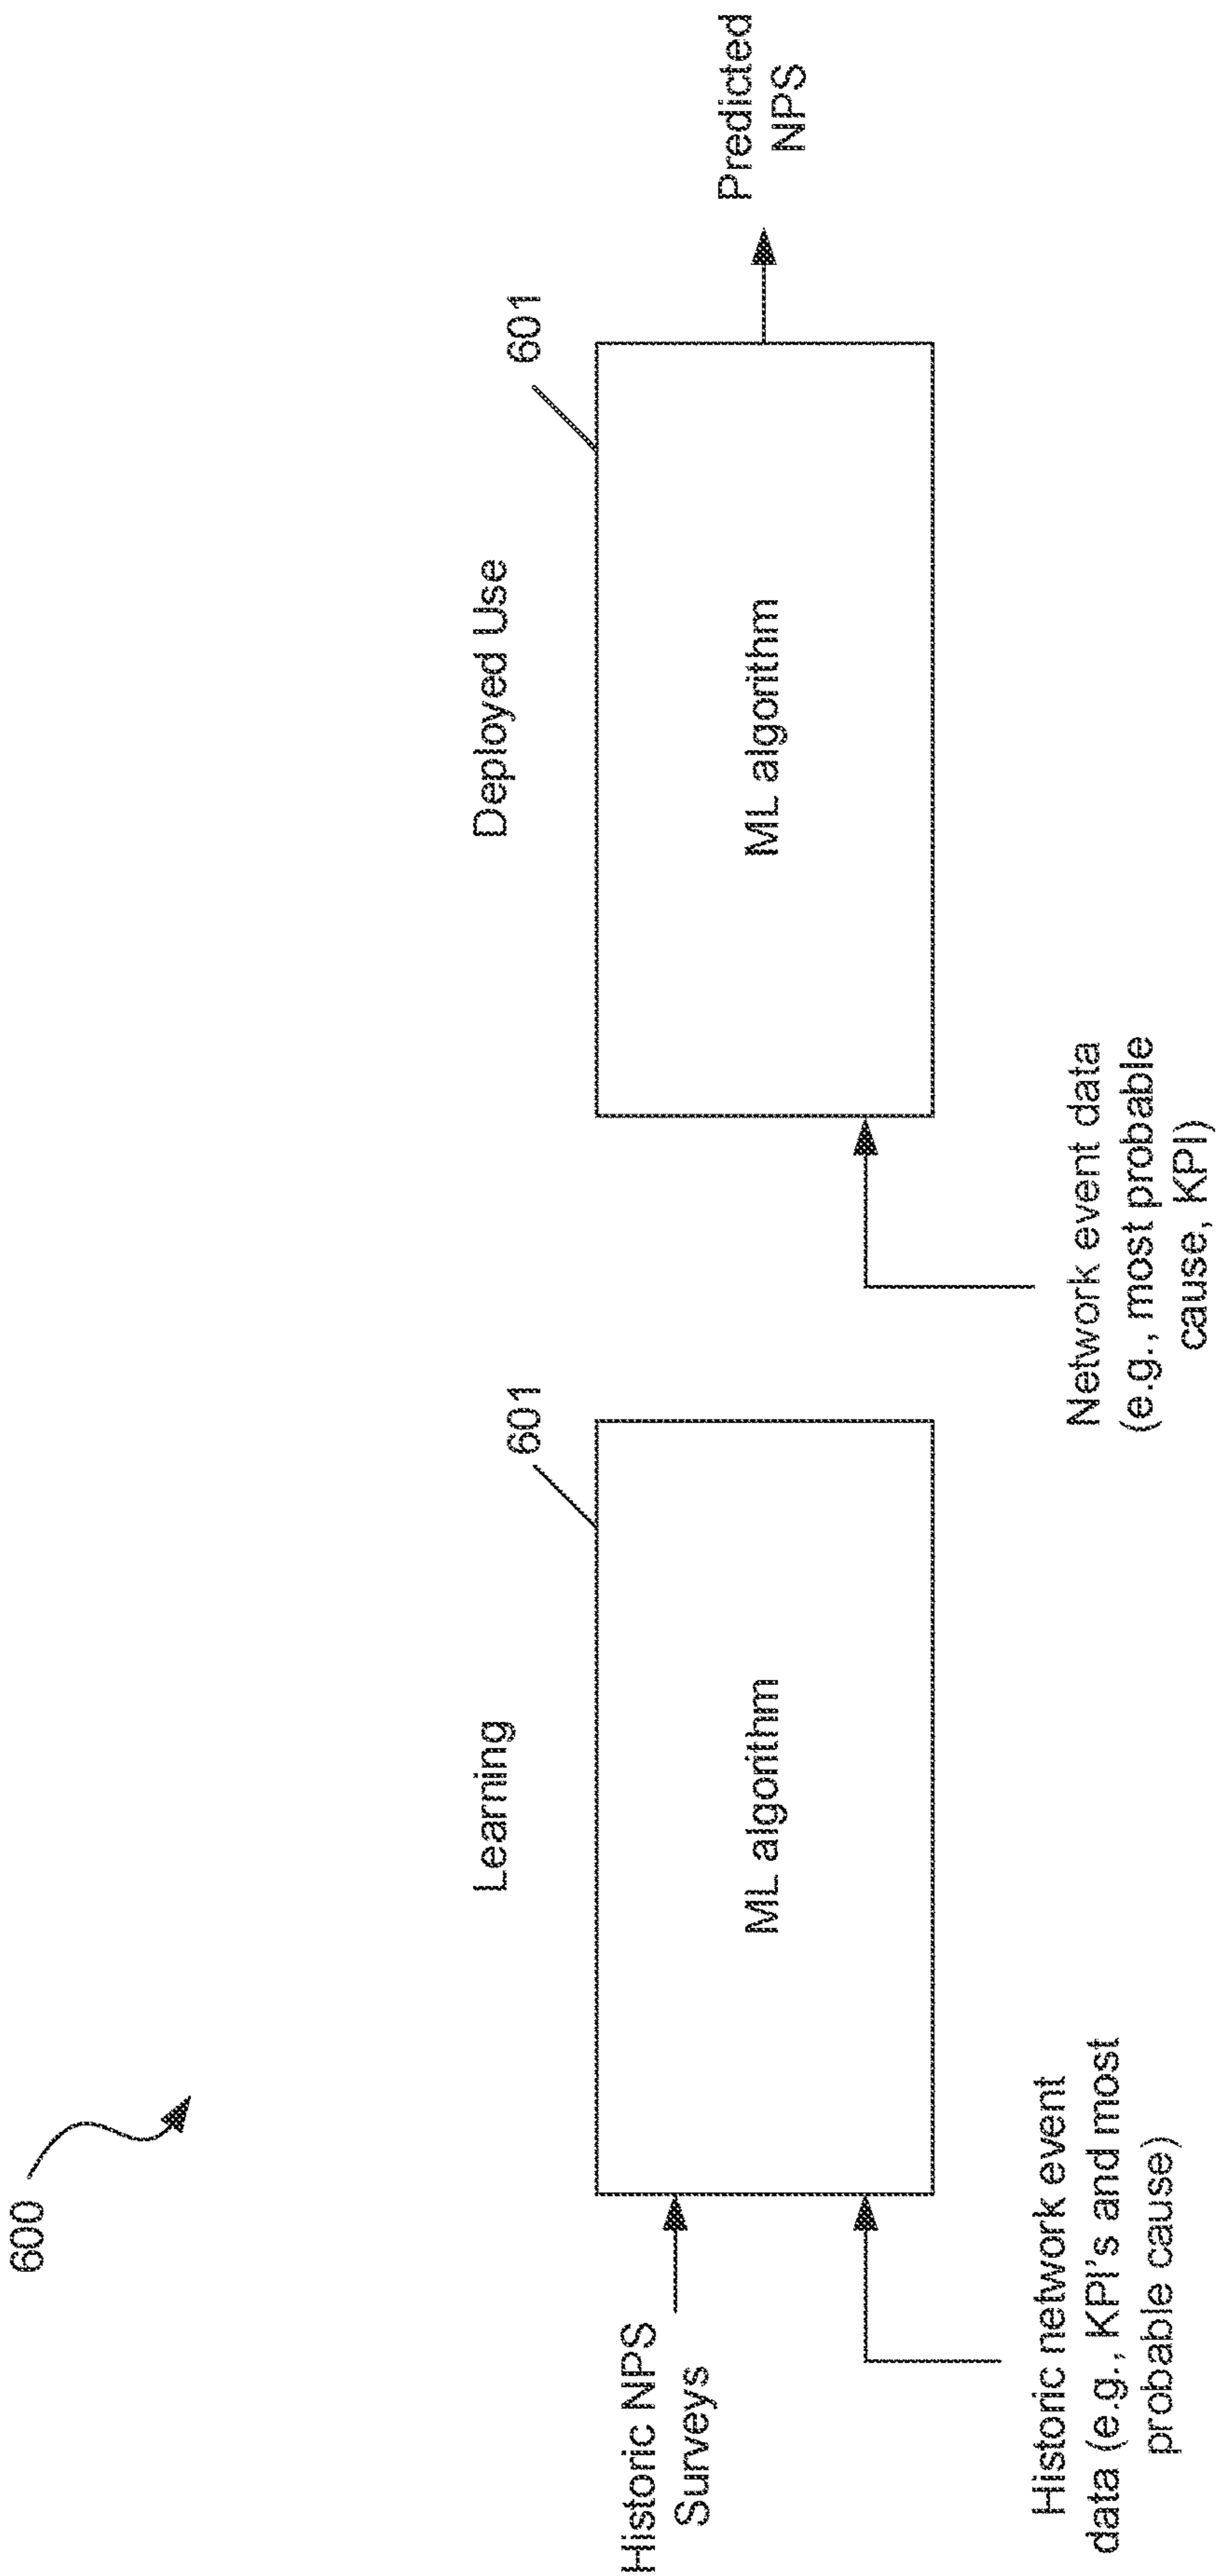 600
Learning
601
ML algorithm
Historic NPS
Surveys
Historic network event
data (e.g., KPI's and most
probable cause)
Deployed Use
601
ML algorithm
Network event data
(e.g., most probable
cause, KPI)
Predicted
NPS